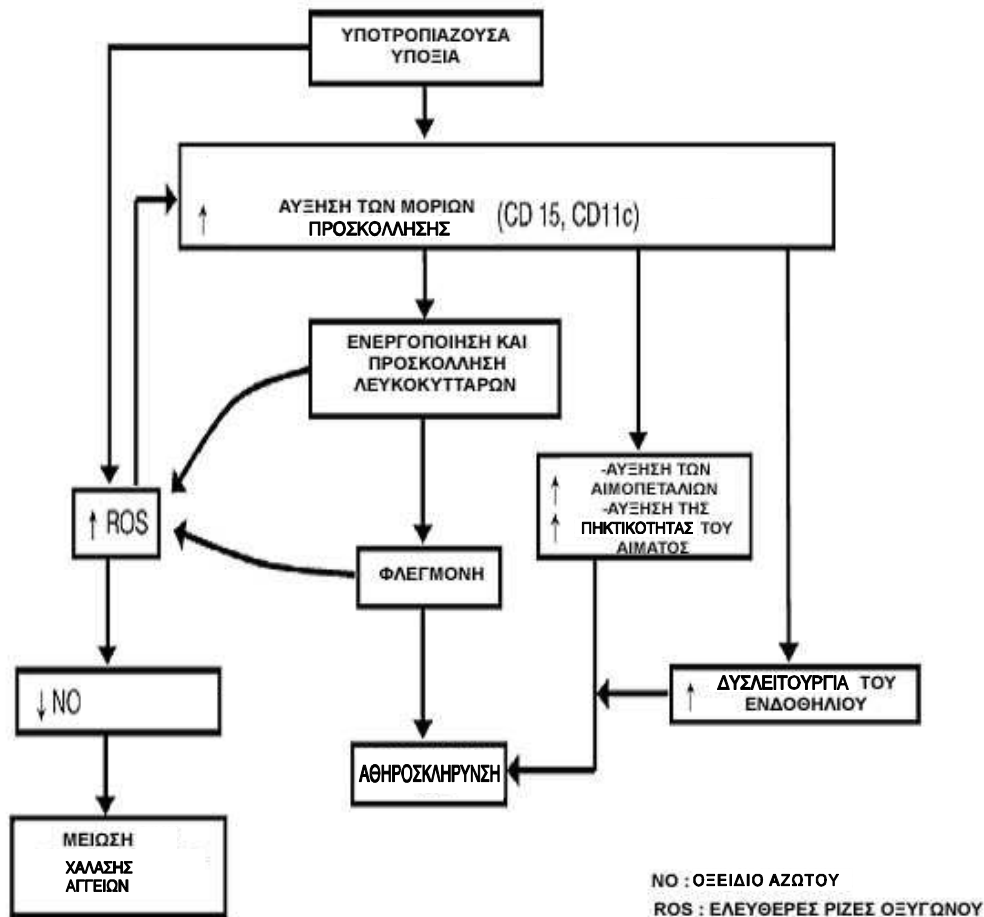 ΥΠΟΤΡΟΠΙΑΖΟΥΣΑ
ΥΠΟΞΙΑ
↑ ΑΥΞΗΣΗ ΤΩΝ ΜΟΡΙΩΝ (CD 15, CD11c)
ΠΡΟΣΚΟΛΛΗΣΗΣ
ΕΝΕΡΓΟΠΟΙΗΣΗ ΚΑΙ
ΠΡΟΣΚΟΛΛΗΣΗ
ΛΕΥΚΟΚΥΤΤΑΡΩΝ
↑ -ΑΥΞΗΣΗ ΤΩΝ
ΑΙΜΟΠΕΤΑΛΙΩΝ
↑ -ΑΥΞΗΣΗ ΤΗΣ
ΠΗΚΤΙΚΟΤΗΤΑΣ ΤΟΥ
ΑΙΜΑΤΟΣ
↑ ROS
ΦΛΕΓΜΟΝΗ
↓ NO
↑ ΔΥΣΛΕΙΤΟΥΡΓΙΑ ΤΟΥ
ΕΝΔΟΘΗΛΙΟΥ
ΑΘΗΡΟΣΚΛΗΡΥΝΣΗ
ΜΕΙΩΣΗ
ΧΑΛΑΣΗΣ
ΑΓΓΕΙΩΝ
NO : ΟΞΕΙΔΙΟ ΑΖΩΤΟΥ
ROS : ΕΛΕΥΘΕΡΕΣ ΡΙΖΕΣ ΟΞΥΓΟΝΟΥ